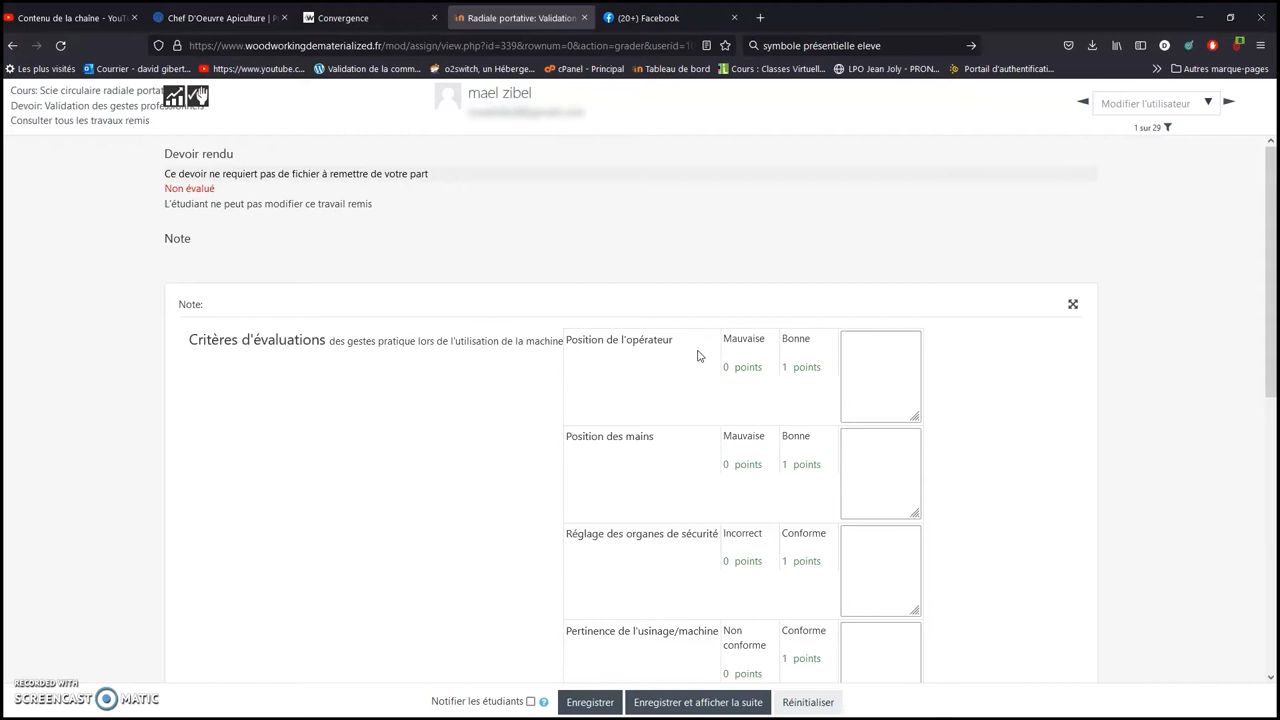 Contenu de la chaîne - YouTu
Chef D'Oeuvre Apiculture | P
Convergence
Radiale portative: Validation
(20+) Facebook
https://www.woodworkingdematerialized.fr/mod/assign/view.php?id=339&rownum=0&action=grader&userid=1
symbole présentielle eleve
Les plus visités
Courrier - david gibert...
https://www.youtube.c...
Validation de la comm...
o2switch, un Héberge...
cPanel - Principal
Tableau de bord
Cours : Classes Virtuell...
LPO Jean Joly - PRON...
Portail d'authentificati...
Autres marque-pages
Cours: Scie circulaire radiale portat
Devoir: Validation des gestes professionnels
Consulter tous les travaux remis
mael zibel
Modifier l'utilisateur
1 sur 29
Devoir rendu
Ce devoir ne requiert pas de fichier à remettre de votre part
Non évalué
L'étudiant ne peut pas modifier ce travail remis
Note
Note:
Critères d'évaluations des gestes pratique lors de l'utilisation de la machine
Position de l'opérateur
Mauvaise
Bonne
0 points
1 points
Position des mains
Mauvaise
Bonne
0 points
1 points
Réglage des organes de sécurité
Incorrect
Conforme
0 points
1 points
Pertinence de l'usinage/machine
Non conforme
Conforme
0 points
1 points
RECORDED WITH
SCREENCAST MATIC
Notifier les étudiants
Enregistrer
Enregistrer et afficher la suite
Réinitialiser